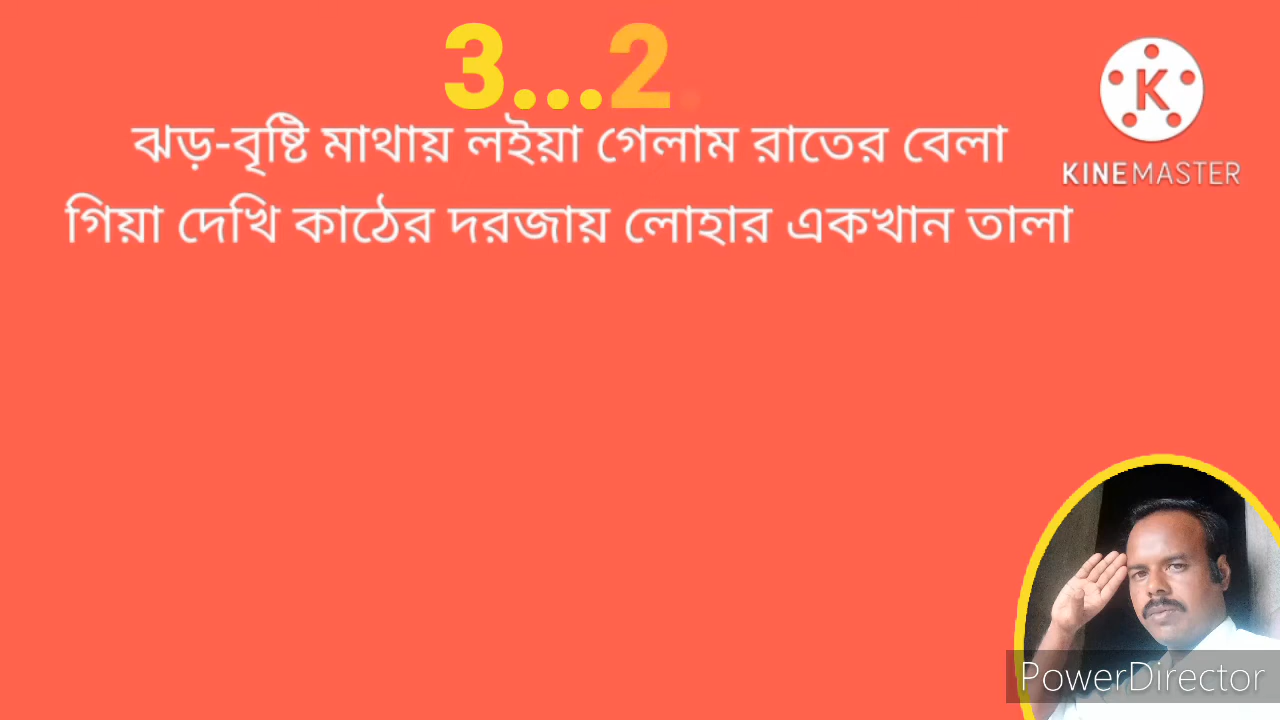 3...2.
ঝড়-বৃষ্টি মাথায় লইয়া গেলাম রাতের বেলা
গিয়া দেখি কাঠের দরজায় লোহার একখান তালা
K
KINEMASTER
PowerDirector